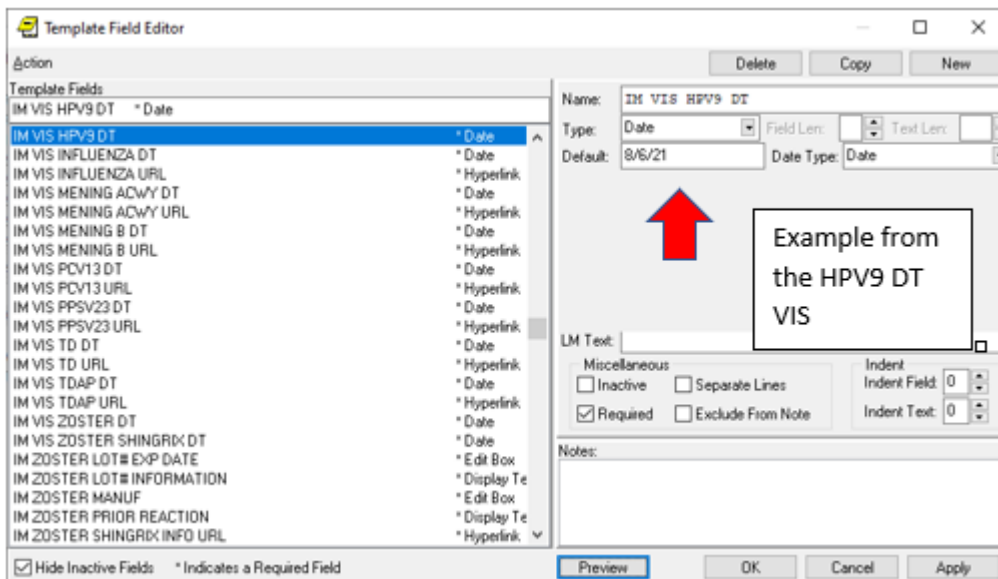 Template Field Editor
Action Delete Copy New
Template Fields
IM VIS HPV9 DT * Date
IM VIS HPV9 DT * Date
IM VIS INFLUENZA DT * Date
IM VIS INFLUENZA URL * Hyperlink
IM VIS MENING ACWY DT * Date
IM VIS MENING ACWY URL * Hyperlink
IM VIS MENING B DT * Date
IM VIS MENING B URL * Hyperlink
IM VIS PCV13 DT * Date
IM VIS PCV13 URL * Hyperlink
IM VIS PPSV23 DT * Date
IM VIS PPSV23 URL * Hyperlink
IM VIS TD DT * Date
IM VIS TD URL * Hyperlink
IM VIS TDAP DT * Date
IM VIS TDAP URL * Hyperlink
IM VIS ZOSTER DT * Date
IM VIS ZOSTER SHINGRIX DT * Date
IM ZOSTER LOT# EXP DATE * Edit Box
IM ZOSTER LOT# INFORMATION * Display Te
IM ZOSTER MANUF * Edit Box
IM ZOSTER PRIOR REACTION * Display Te
IM ZOSTER SHINGRIX INFO URL * Hyperlink
Name: IM VIS HPV9 DT
Type: Date Field Len: Text Len:
Default: 8/6/21 Date Type: Date
Example from
the HPV9 DT
VIS
LM Text:
Miscellaneous Indent
Inactive Separate Lines Indent Field: 0
Required Exclude From Note Indent Text: 0
Notes:
Hide Inactive Fields * Indicates a Required Field Preview OK Cancel Apply